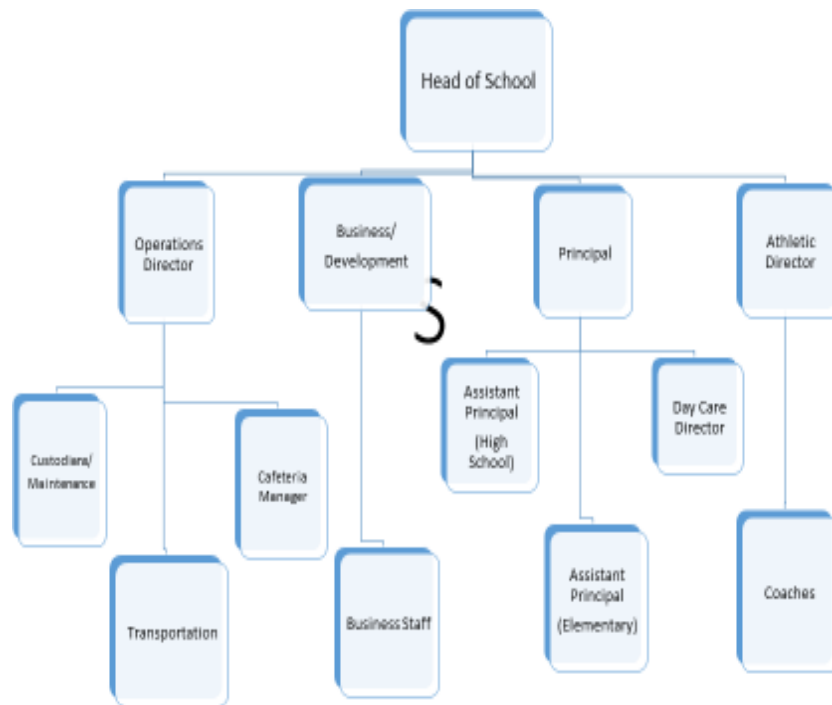 Head of School
Operations
Director
Business/
Development
Principal
Athletic
Director
S
Assistant
Principal
(High
School)
Day Care
Director
Custodians/
Maintenance
Cafeteria
Manager
Transportation
Business Staff
Assistant
Principal
(Elementary)
Coaches